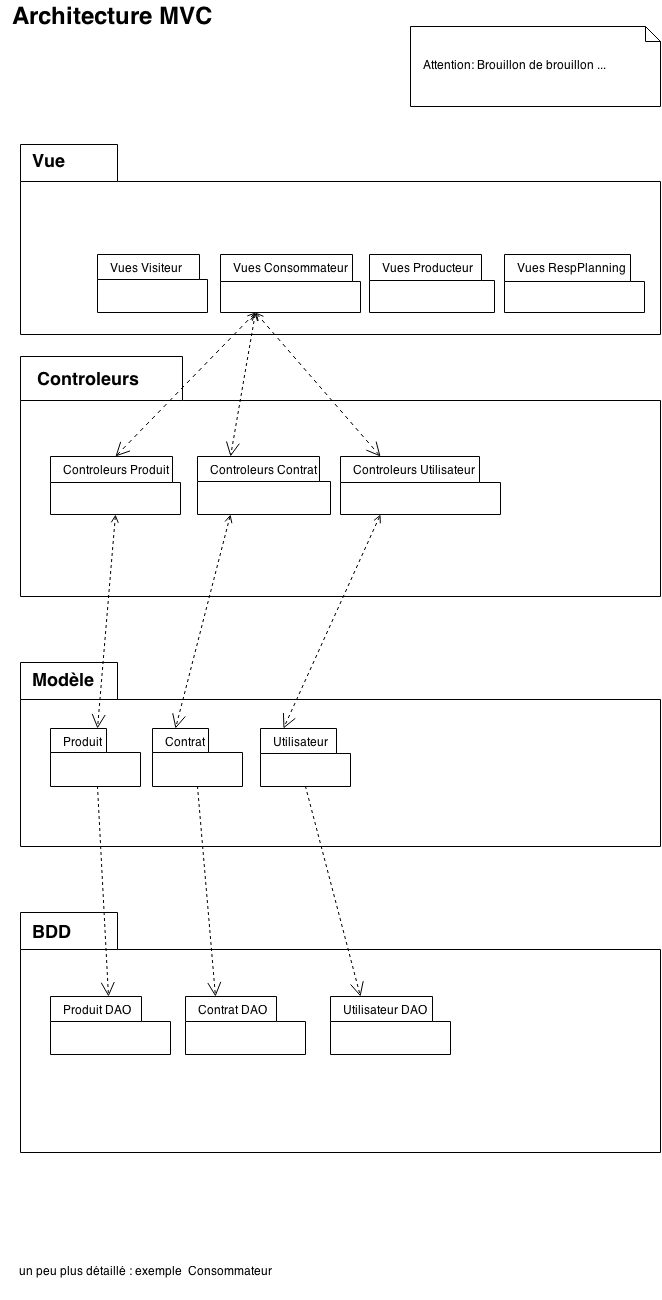 Architecture MVC
Attention: Brouillon de brouillon ...
Vue
Vues Visiteur
Vues Consommateur
Vues Producteur
Vues RespPlanning
Controleurs
Controleurs Produit
Controleurs Contrat
Controleurs Utilisateur
Modèle
Produit
Contrat
Utilisateur
BDD
Produit DAO
Contrat DAO
Utilisateur DAO
un peu plus détaillé : exemple Consommateur